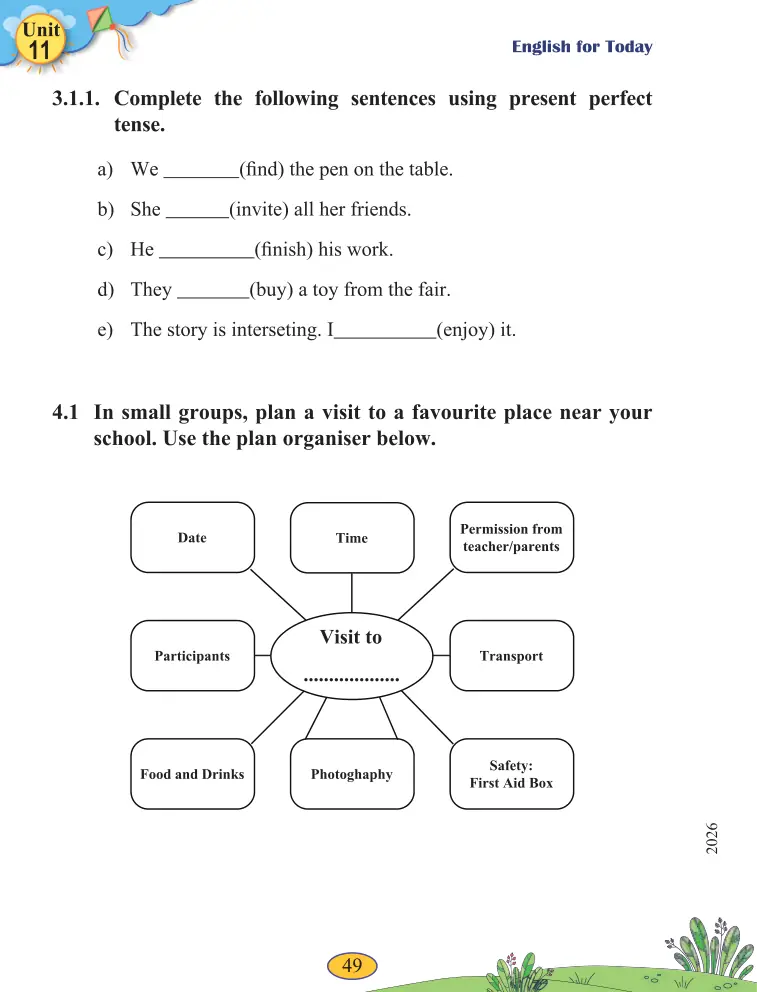 Unit
11
English for Today
3.1.1. Complete the following sentences using present perfect
tense.
a) We ________(find) the pen on the table.
b) She ______(invite) all her friends.
c) He __________(finish) his work.
d) They _______(buy) a toy from the fair.
e) The story is interseting. I__________(enjoy) it.
4.1 In small groups, plan a visit to a favourite place near your
school. Use the plan organiser below.
Date
Time
Permission from
teacher/parents
Participants
Visit to
...................
Transport
Food and Drinks
Photoghaphy
Safety:
First Aid Box
2026
49